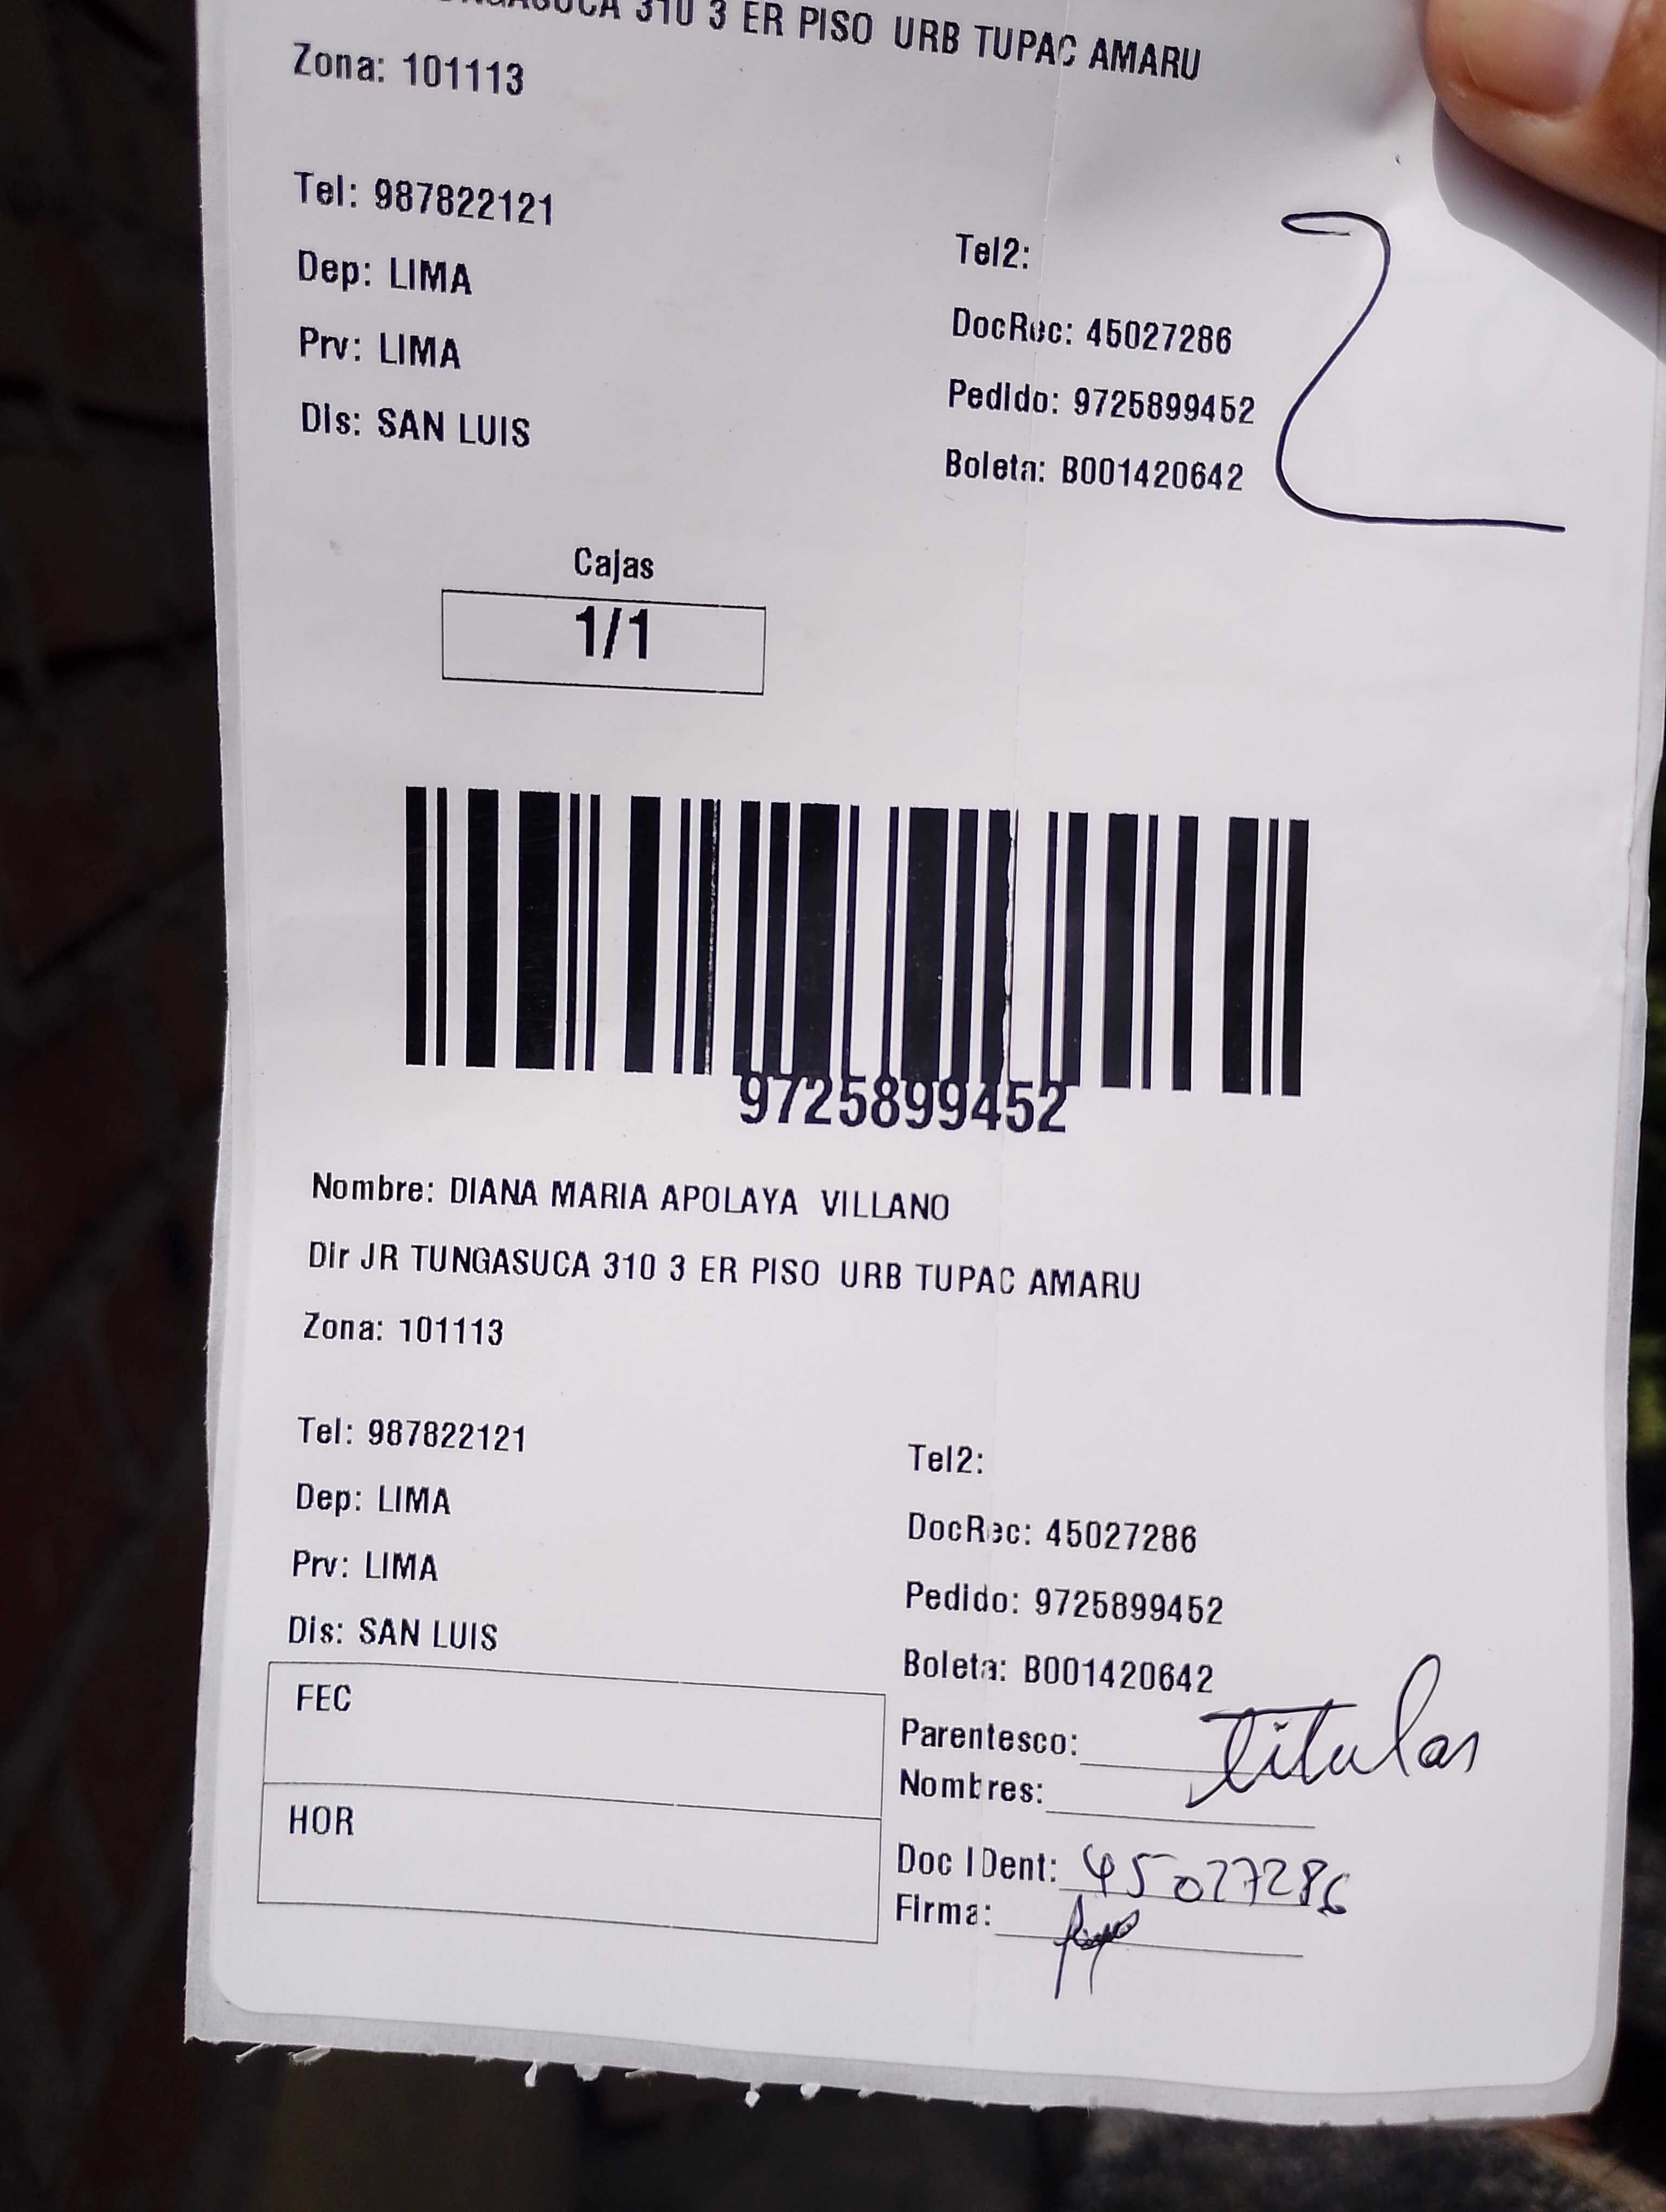 310 3 ER PISO URB TUPAC AMARU
Zona: 101113
Tel: 987822121
Tel2:
Dep: LIMA
DocRec: 45027286
Prv: LIMA
Pedido: 9725899452
Dis: SAN LUIS
Boleta: B001420642
2
Cajas
1/1
9725899452
Nombre: DIANA MARIA APOLAYA VILLANO
Dir JR TUNGASUCA 310 3 ER PISO URB TUPAC AMARU
Zona: 101113
Tel: 987822121
Tel2:
Dep: LIMA
DocRec: 45027286
Prv: LIMA
Pedido: 9725899452
Dis: SAN LUIS
Boleta: B001420642
FEC
Parentesco: titular
Nombres:
HOR
Doc IDent: 45027286
Firma: